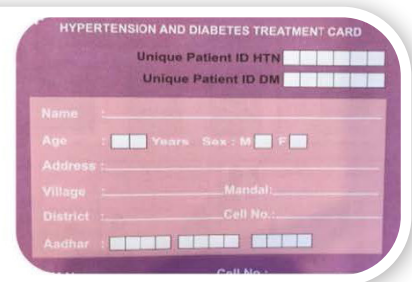 HYPERTENSION AND DIABETES TREATMENT CARD
Unique Patient ID HTN
Unique Patient ID DM
Name :
Age : Years Sex : M F
Address :
Village : Mandal:
District : Cell No.:
Aadhar :
Cell No :